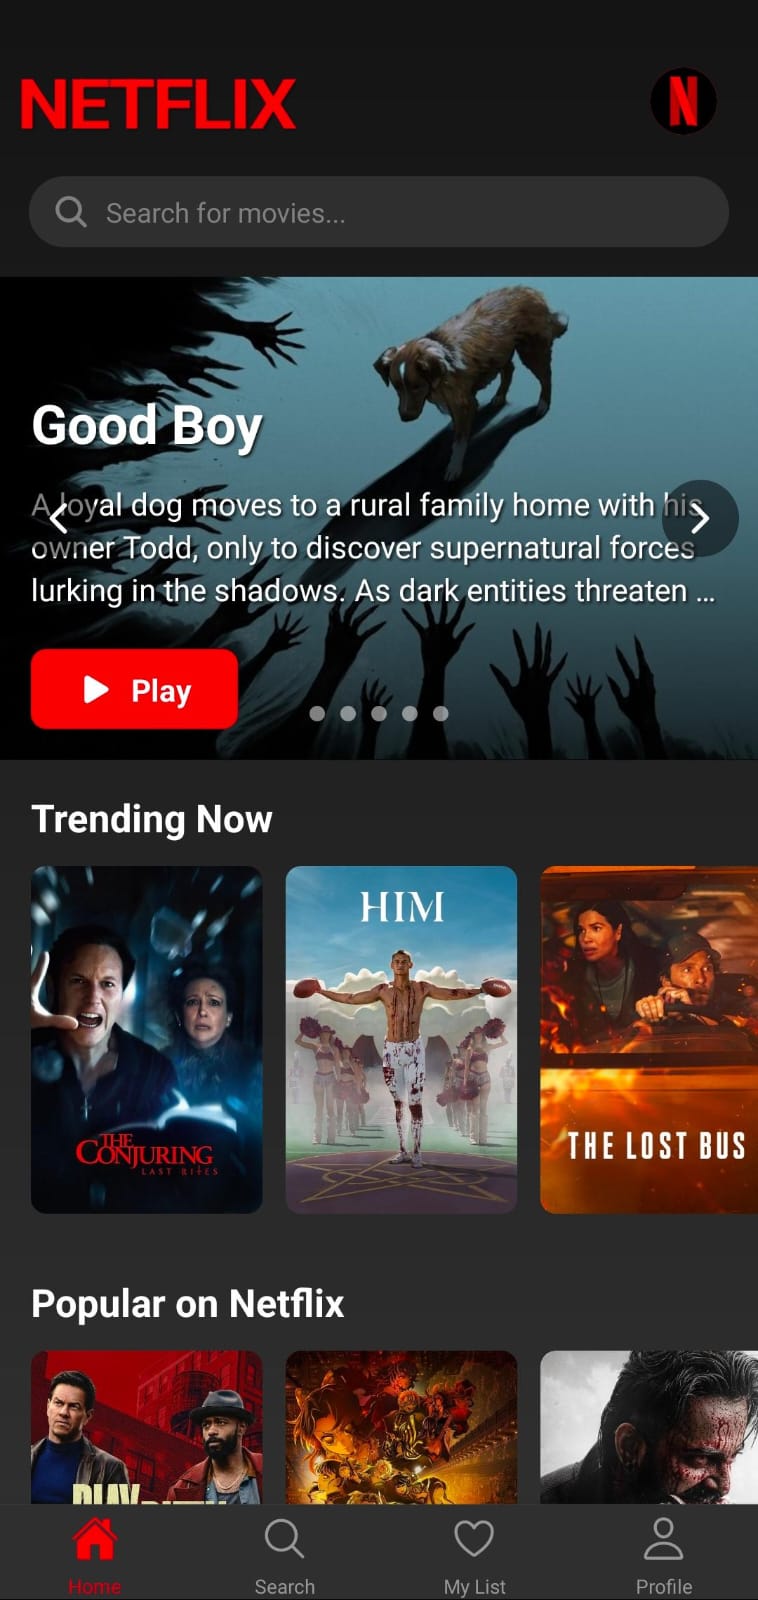 NETFLIX
N
Search for movies...
Good Boy
A loyal dog moves to a rural family home with his
owner Todd, only to discover supernatural forces
lurking in the shadows. As dark entities threaten ...
Play
Trending Now
THE
CONJURING
LAST RITES
HIM
THE LOST BUS
Popular on Netflix
PLAY
Home
Search
My List
Profile